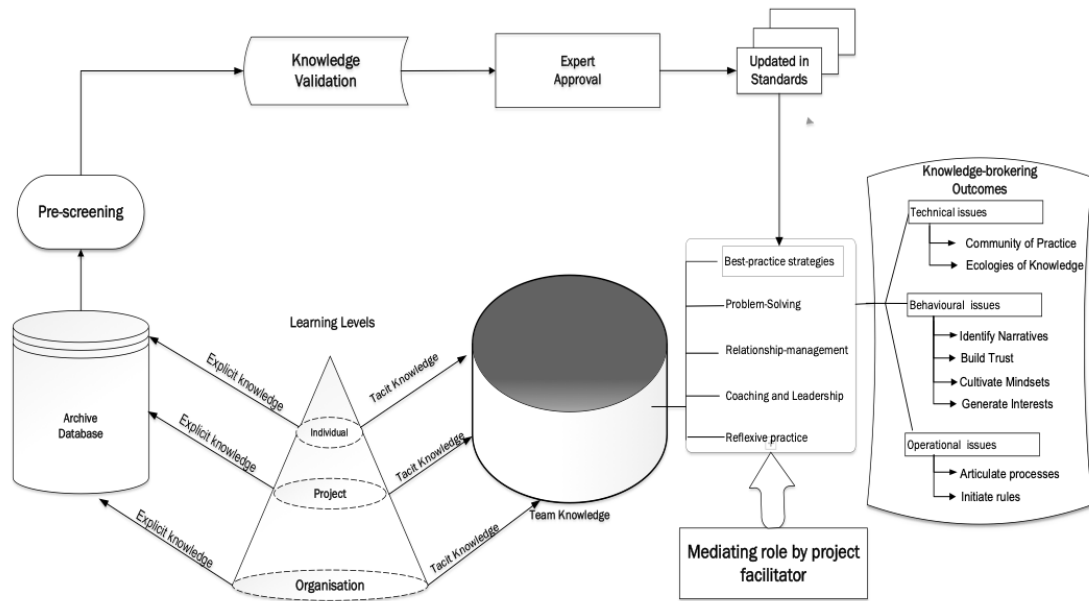 Knowledge
Validation
Expert
Approval
Updated in
Standards
Pre-screening
Knowledge-brokering
Outcomes
Technical issues
Community of Practice
Ecologies of Knowledge
Behavioural issues
Identify Narratives
Build Trust
Cultivate Mindsets
Generate Interests
Operational issues
Articulate processes
Initiate rules
Best-practice strategies
Problem-Solving
Relationship-management
Coaching and Leadership
Reflexive practice
Learning Levels
Explicit knowledge
Tacit Knowledge
Individual
Archive
Database
Explicit knowledge
Tacit Knowledge
Project
Team Knowledge
Explicit knowledge
Tacit Knowledge
Organisation
Mediating role by project
facilitator